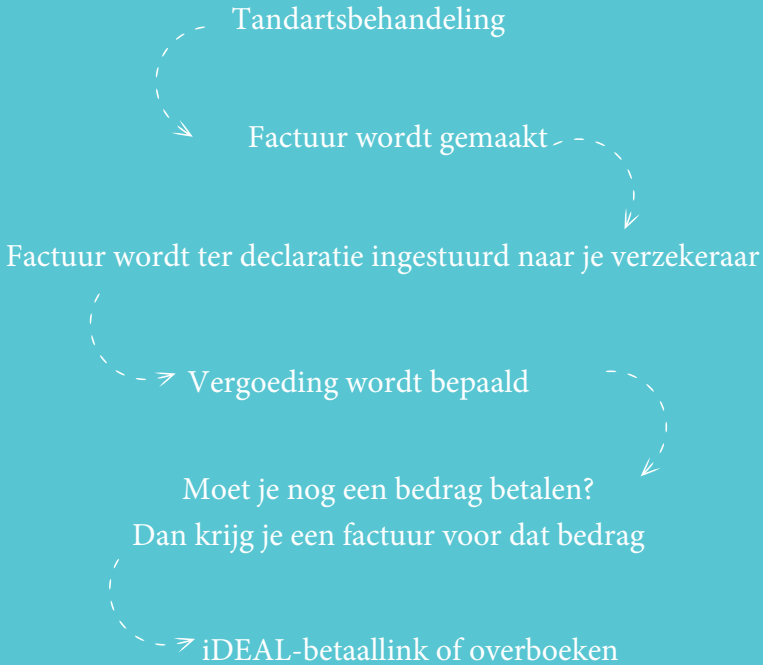 Tandartsbehandeling
Factuur wordt gemaakt
Factuur wordt ter declaratie ingestuurd naar je verzekeraar
Vergoeding wordt bepaald
Moet je nog een bedrag betalen?
Dan krijg je een factuur voor dat bedrag
iDEAL-betaallink of overboeken